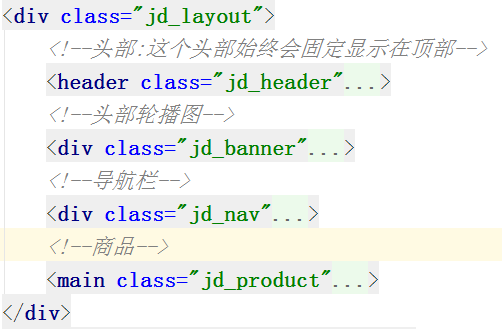 <div class="jd_layout">
<!--头部:这个头部始终会固定显示在顶部-->
<header class="jd_header"...>
<!--头部轮播图-->
<div class="jd_banner"...>
<!--导航栏-->
<div class="jd_nav"...>
<!--商品-->
<main class="jd_product"...>
</div>